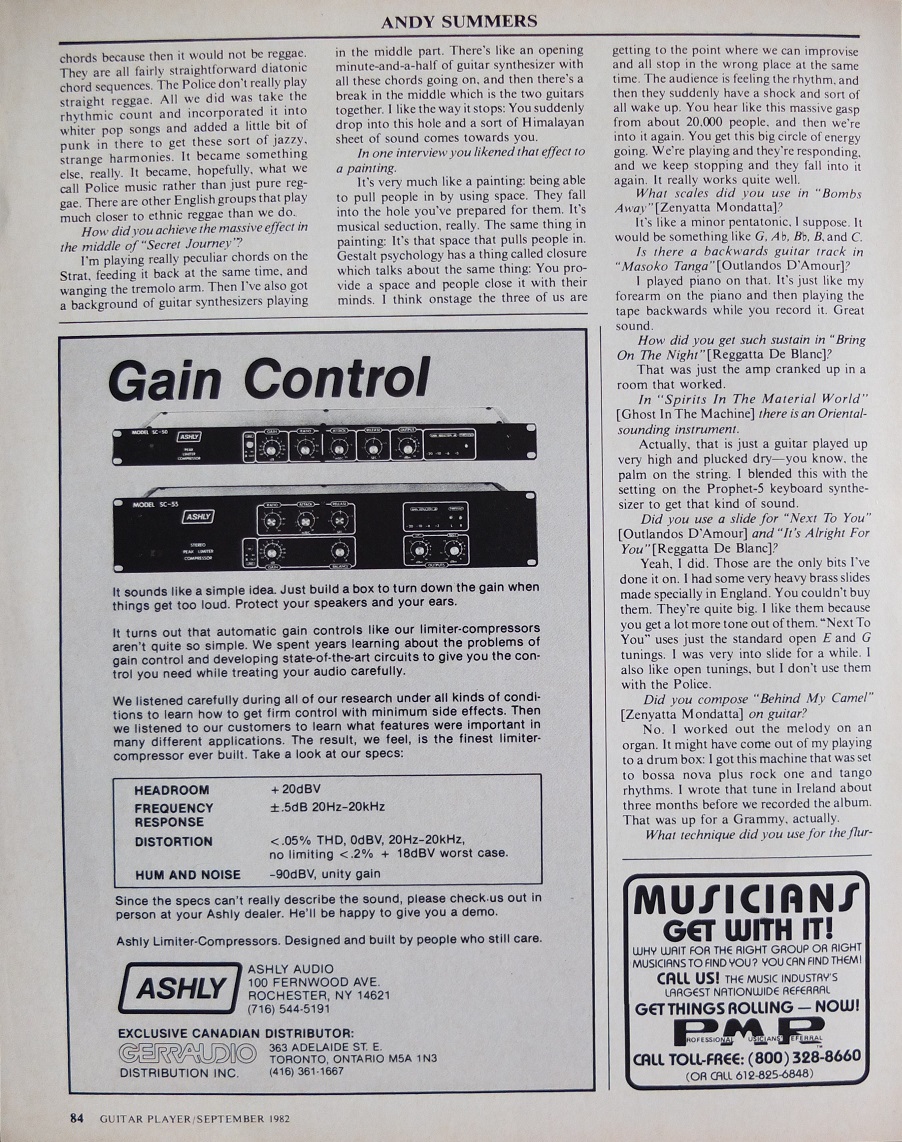 ANDY SUMMERS
chords because then it would not be reggae.
They are all fairly straightforward diatonic
chord sequences. The Police don't really play
straight reggae. All we did was take the
rhythmic count and incorporated it into
whiter pop songs and added a little bit of
punk in there to get these sort of jazzy,
strange harmonies. It became something
else, really. It became, hopefully, what we
call Police music rather than just pure reg-
gae. There are other English groups that play
much closer to ethnic reggae than we do.
How did you achieve the massive effect in
the middle of "Secret Journey"?
I'm playing really peculiar chords on the
Strat, feeding it back at the same time, and
wanging the tremolo arm. Then I've also got
a background of guitar synthesizers playing
in the middle part. There's like an opening
minute-and-a-half of guitar synthesizer with
all these chords going on, and then there's a
break in the middle which is the two guitars
together. I like the way it stops: You suddenly
drop into this hole and a sort of Himalayan
sheet of sound comes towards you.
In one interview you likened that effect to
a painting.
It's very much like a painting: being able
to pull people in by using space. They fall
into the hole you've prepared for them. It's
musical seduction, really. The same thing in
painting: It's that space that pulls people in.
Gestalt psychology has a thing called closure
which talks about the same thing: You pro-
vide a space and people close it with their
minds. I think onstage the three of us are
getting to the point where we can improvise
and all stop in the wrong place at the same
time. The audience is feeling the rhythm, and
then they suddenly have a shock and sort of
all wake up. You hear like this massive gasp
from about 20,000 people, and then we're
into it again. You get this big circle of energy
going. We're playing and they're responding,
and we keep stopping and they fall into it
again. It really works quite well.
What scales did you use in "Bombs
Away" [Zenyatta Mondatta]?
It's like a minor pentatonic, I suppose. It
would be something like G, A♭, B♭, B, and C.
Is there a backwards guitar track in
"Masoko Tanga" [Outlandos D'Amour]?
I played piano on that. It's just like my
forearm on the piano and then playing the
tape backwards while you record it. Great
sound.
How did you get such sustain in "Bring
On The Night" [Reggatta De Blanc]?
That was just the amp cranked up in a
room that worked.
In "Spirits In The Material World"
[Ghost In The Machine] there is an Oriental-
sounding instrument.
Actually, that is just a guitar played up
very high and plucked dry—you know, the
palm on the string. I blended this with the
setting on the Prophet-5 keyboard synthe-
sizer to get that kind of sound.
Did you use a slide for "Next To You"
[Outlandos D'Amour] and "It's Alright For
You" [Reggatta De Blanc]?
Yeah, I did. Those are the only bits I've
done it on. I had some very heavy brass slides
made specially in England. You couldn't buy
them. They're quite big. I like them because
you get a lot more tone out of them. "Next To
You" uses just the standard open E and G
tunings. I was very into slide for a while. I
also like open tunings, but I don't use them
with the Police.
Did you compose "Behind My Camel"
[Zenyatta Mondatta] on guitar?
No. I worked out the melody on an
organ. It might have come out of my playing
to a drum box: I got this machine that was set
to bossa nova plus rock one and tango
rhythms. I wrote that tune in Ireland about
three months before we recorded the album.
That was up for a Grammy, actually.
What technique did you use for the flur-
Gain Control
MODEL SC-50
ASHLY
PEAK
LIMITER
COMPRESSOR
GAIN RATIO ATTACK RELEASE OUTPUT
MODEL SC-55
ASHLY
STEREO
PEAK LIMITER
COMPRESSOR
RATIO ATTACK RELEASE
GAIN BALANCE OUTPUTS
It sounds like a simple idea. Just build a box to turn down the gain when
things get too loud. Protect your speakers and your ears.
It turns out that automatic gain controls like our limiter-compressors
aren't quite so simple. We spent years learning about the problems of
gain control and developing state-of-the-art circuits to give you the con-
trol you need while treating your audio carefully.
We listened carefully during all of our research under all kinds of condi-
tions to learn how to get firm control with minimum side effects. Then
we listened to our customers to learn what features were important in
many different applications. The result, we feel, is the finest limiter-
compressor ever built. Take a look at our specs:
HEADROOM +20dBV
FREQUENCY ±.5dB 20Hz-20kHz
RESPONSE
DISTORTION <.05% THD, 0dBV, 20Hz-20kHz,
no limiting <.2% + 18dBV worst case.
HUM AND NOISE -90dBV, unity gain
Since the specs can't really describe the sound, please check us out in
person at your Ashly dealer. He'll be happy to give you a demo.
Ashly Limiter-Compressors. Designed and built by people who still care.
ASHLY
ASHLY AUDIO
100 FERNWOOD AVE.
ROCHESTER, NY 14621
(716) 544-5191
EXCLUSIVE CANADIAN DISTRIBUTOR:
GERRAUDIO
DISTRIBUTION INC.
363 ADELAIDE ST. E.
TORONTO, ONTARIO M5A 1N3
(416) 361-1667
MUSICIANS
GET WITH IT!
WHY WAIT FOR THE RIGHT GROUP OR RIGHT
MUSICIANS TO FIND YOU? YOU CAN FIND THEM!
CALL US! THE MUSIC INDUSTRY'S
LARGEST NATIONWIDE REFERRAL
GET THINGS ROLLING — NOW!
PROFESSIONAL MUSICIANS REFERRAL
CALL TOLL-FREE: (800) 328-8660
(OR CALL 612-825-6848)
84 GUITAR PLAYER/SEPTEMBER 1982